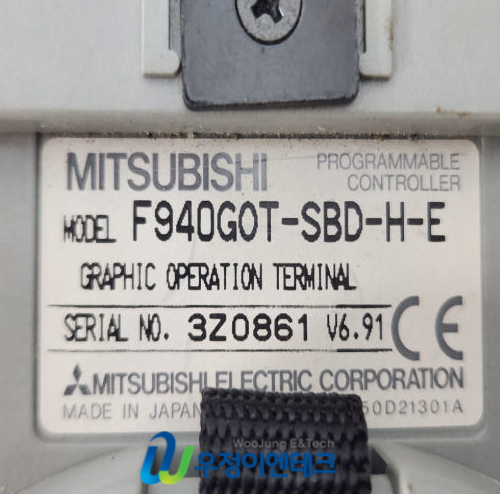 MITSUBISHI
PROGRAMMABLE
CONTROLLER
MODEL F940GOT-SBD-H-E
GRAPHIC OPERATION TERMINAL
SERIAL NO. 3Z0861 V6.91 CE
MITSUBISHI ELECTRIC CORPORATION
MADE IN JAPAN 50D21301A
WooJung E&Tech
우정이엔테크